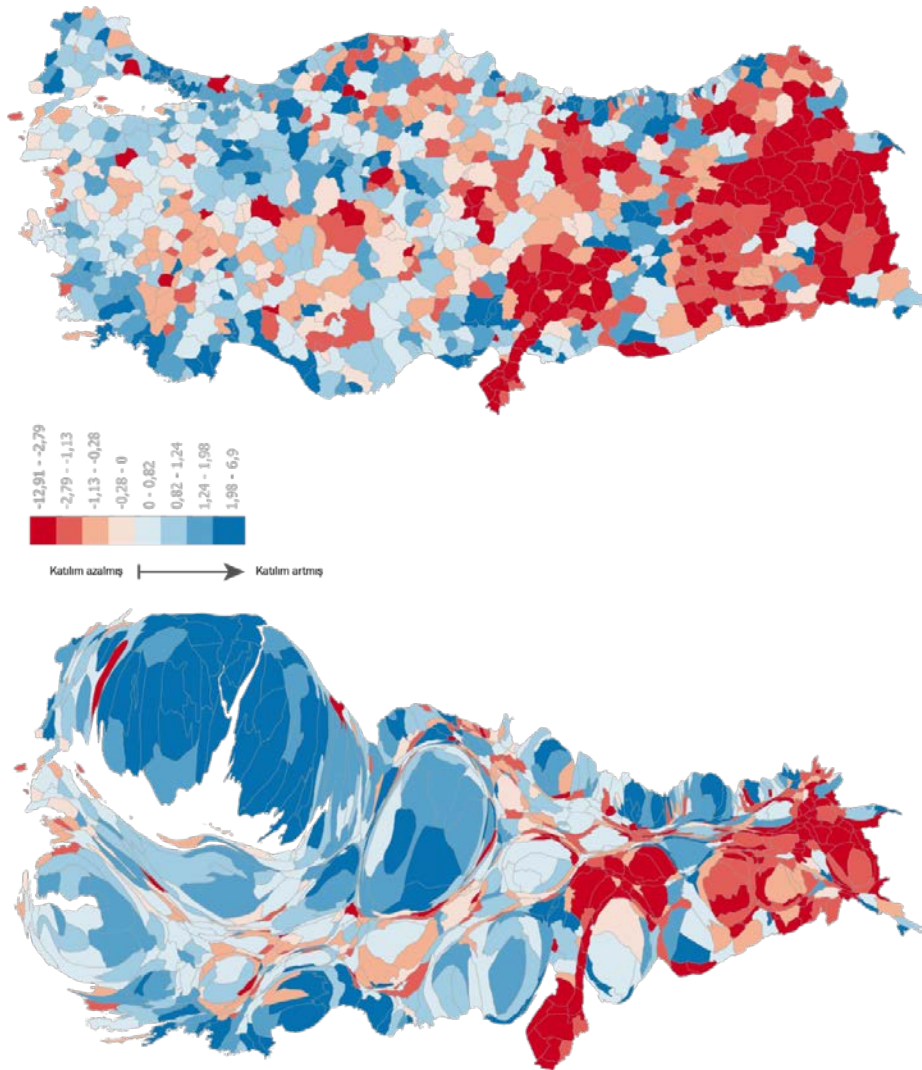 -12,91 - -2,79
-2,79 - -1,13
-1,13 - -0,28
-0,28 - 0
0 - 0,82
0,82 - 1,24
1,24 - 1,98
1,98 - 6,9
Katılım azalmış
Katılım artmış